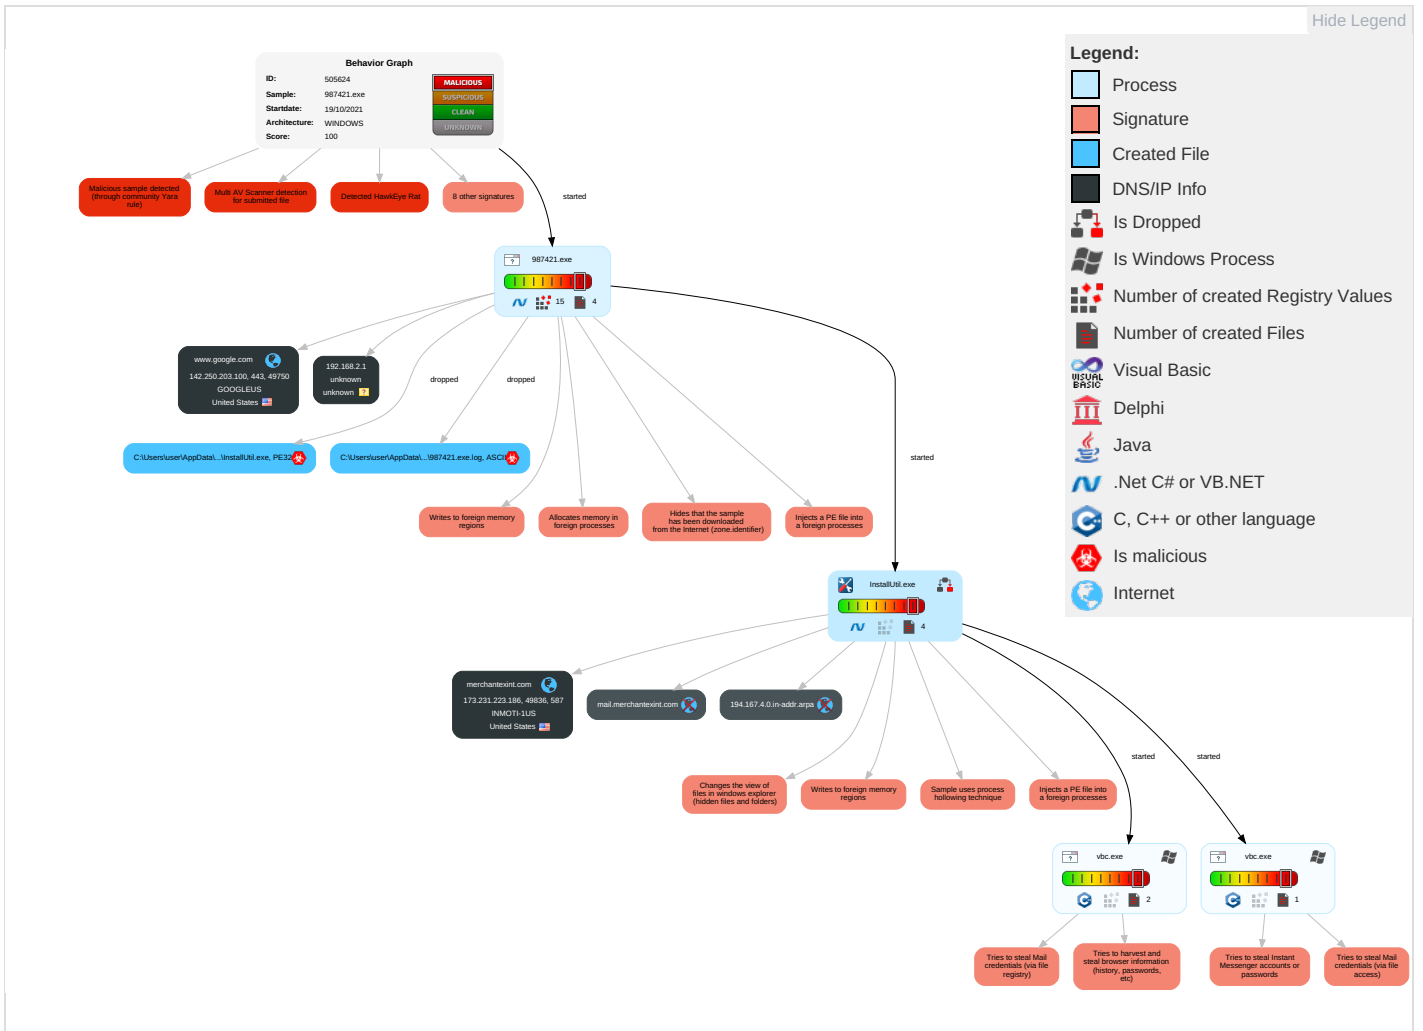 Hide Legend
Legend:
Process
Signature
Created File
DNS/IP Info
Is Dropped
Is Windows Process
Number of created Registry Values
Number of created Files
VISUAL
BASIC
Visual Basic
Delphi
Java
.Net C# or VB.NET
C, C++ or other language
Is malicious
Internet
Behavior Graph
ID: 505624
Sample: 987421.exe
Startdate: 19/10/2021
Architecture: WINDOWS
Score: 100
MALICIOUS
SUSPICIOUS
CLEAN
UNKNOWN
Malicious sample detected
(through community Yara
rule)
Multi AV Scanner detection
for submitted file
Detected HawkEye Rat
8 other signatures
started
987421.exe
15
4
www.google.com
142.250.203.100, 443, 49750
GOOGLEUS
United States
192.168.2.1
unknown
unknown
dropped
dropped
C:\Users\user\AppData\...\InstallUtil.exe, PE32
C:\Users\user\AppData\...\987421.exe.log, ASCII
started
Writes to foreign memory
regions
Allocates memory in
foreign processes
Hides that the sample
has been downloaded
from the Internet (zone.identifier)
Injects a PE file into
a foreign processes
InstallUtil.exe
4
merchantexint.com
173.231.223.186, 49836, 587
INMOTI-1US
United States
mail.merchantexint.com
194.167.4.0.in-addr.arpa
started
started
Changes the view of
files in windows explorer
(hidden files and folders)
Writes to foreign memory
regions
Sample uses process
hollowing technique
Injects a PE file into
a foreign processes
vbc.exe
2
vbc.exe
1
Tries to steal Mail
credentials (via file
registry)
Tries to harvest and
steal browser information
(history, passwords,
etc)
Tries to steal Instant
Messenger accounts or
passwords
Tries to steal Mail
credentials (via file
access)